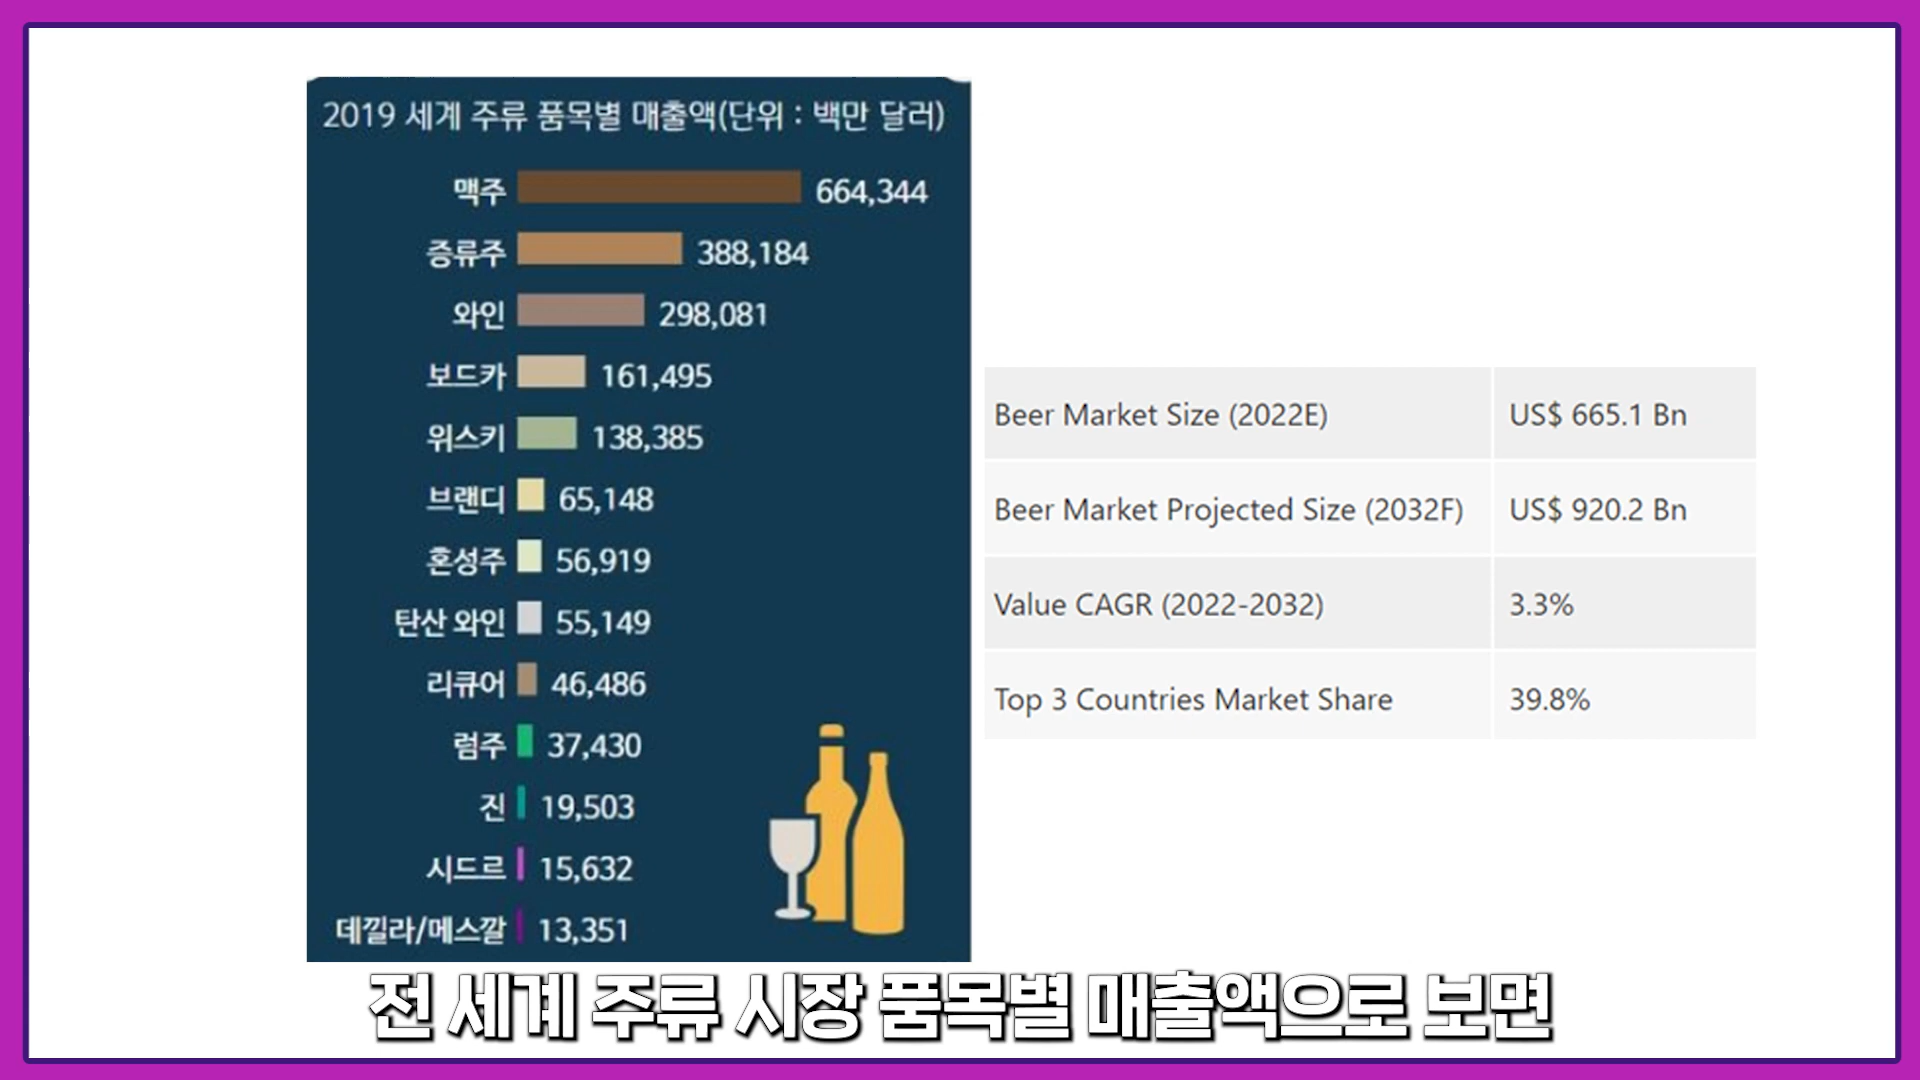 2019 세계 주류 품목별 매출액(단위 : 백만 달러)
맥주 664,344
증류주 388,184
와인 298,081
보드카 161,495
위스키 138,385
브랜디 65,148
혼성주 56,919
탄산 와인 55,149
리큐어 46,486
럼주 37,430
진 19,503
시드르 15,632
데낄라/메스깔 13,351
Beer Market Size (2022E) US$ 665.1 Bn
Beer Market Projected Size (2032F) US$ 920.2 Bn
Value CAGR (2022-2032) 3.3%
Top 3 Countries Market Share 39.8%
전 세계 주류 시장 품목별 매출액으로 보면